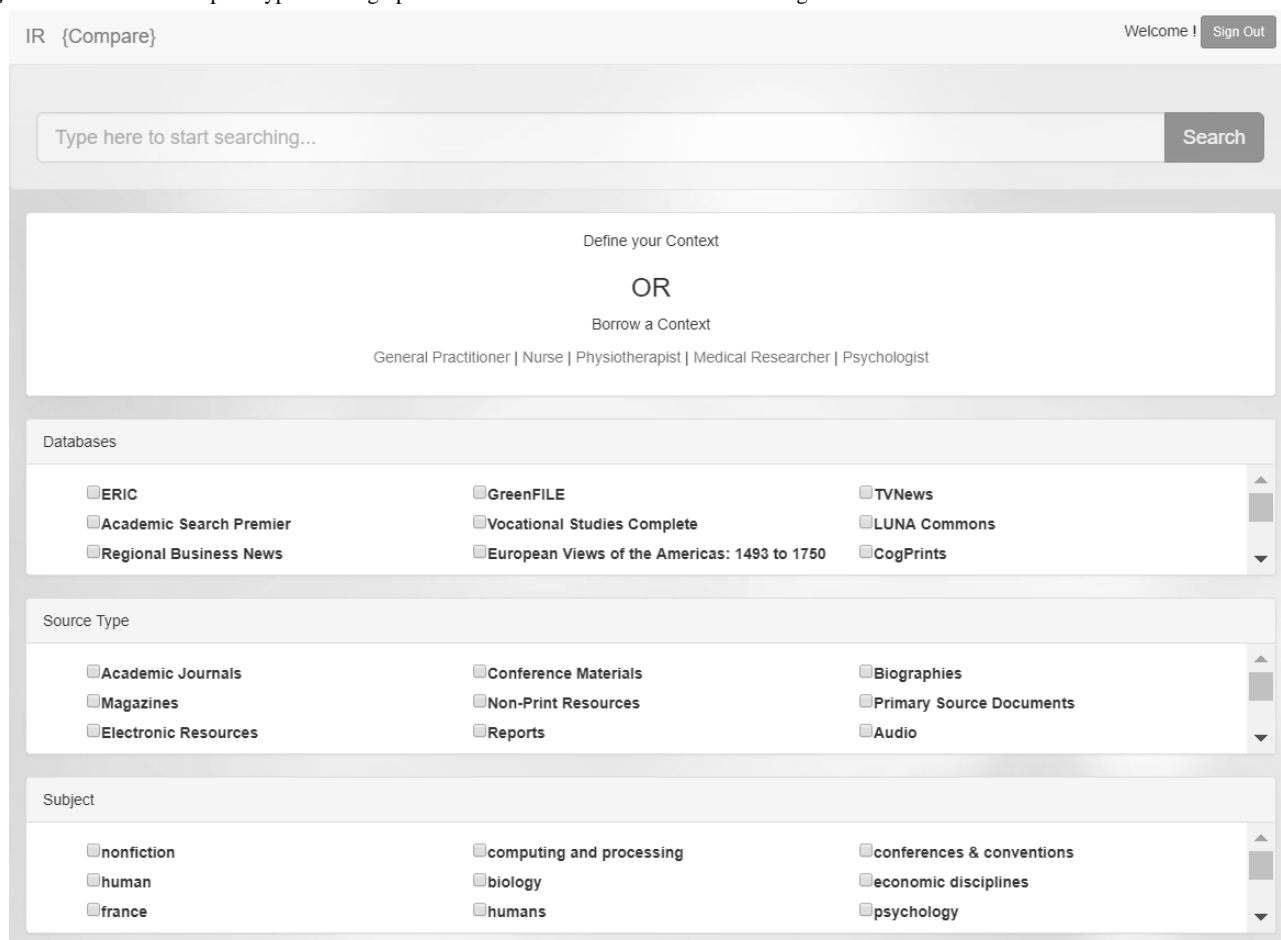 IR {Compare}
Welcome ! Sign Out
Type here to start searching...
Search
Define your Context
OR
Borrow a Context
General Practitioner | Nurse | Physiotherapist | Medical Researcher | Psychologist
Databases
ERIC GreenFILE TVNews
Academic Search Premier Vocational Studies Complete LUNA Commons
Regional Business News European Views of the Americas: 1493 to 1750 CogPrints
Source Type
Academic Journals Conference Materials Biographies
Magazines Non-Print Resources Primary Source Documents
Electronic Resources Reports Audio
Subject
nonfiction computing and processing conferences & conventions
human biology economic disciplines
france humans psychology